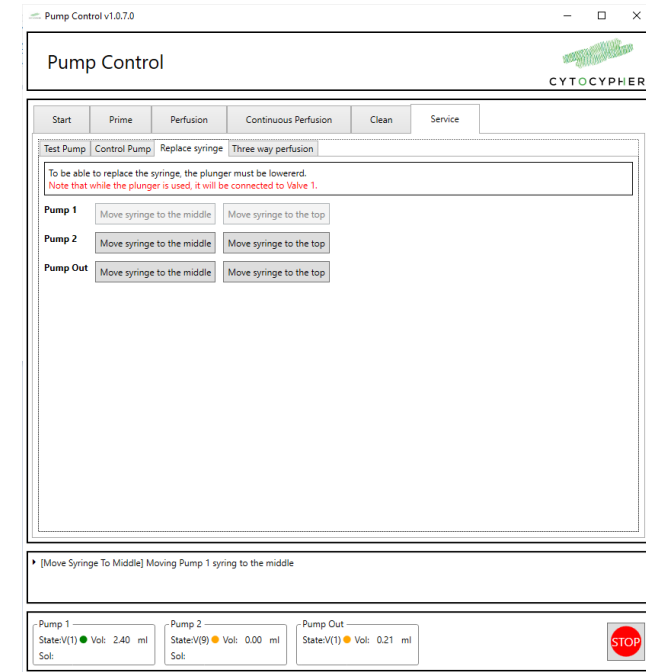 Pump Control v1.0.7.0
Pump Control
CYTOCYPHER
Start Prime Perfusion Continuous Perfusion Clean Service
Test Pump Control Pump Replace syringe Three way perfusion
To be able to replace the syringe, the plunger must be lowererd.
Note that while the plunger is used, it will be connected to Valve 1.
Pump 1 Move syringe to the middle Move syringe to the top
Pump 2 Move syringe to the middle Move syringe to the top
Pump Out Move syringe to the middle Move syringe to the top
[Move Syringe To Middle] Moving Pump 1 syring to the middle
Pump 1 Pump 2 Pump Out
State:V(1) Vol: 2.40 ml State:V(9) Vol: 0.00 ml State:V(1) Vol: 0.21 ml
Sol: Sol:
STOP